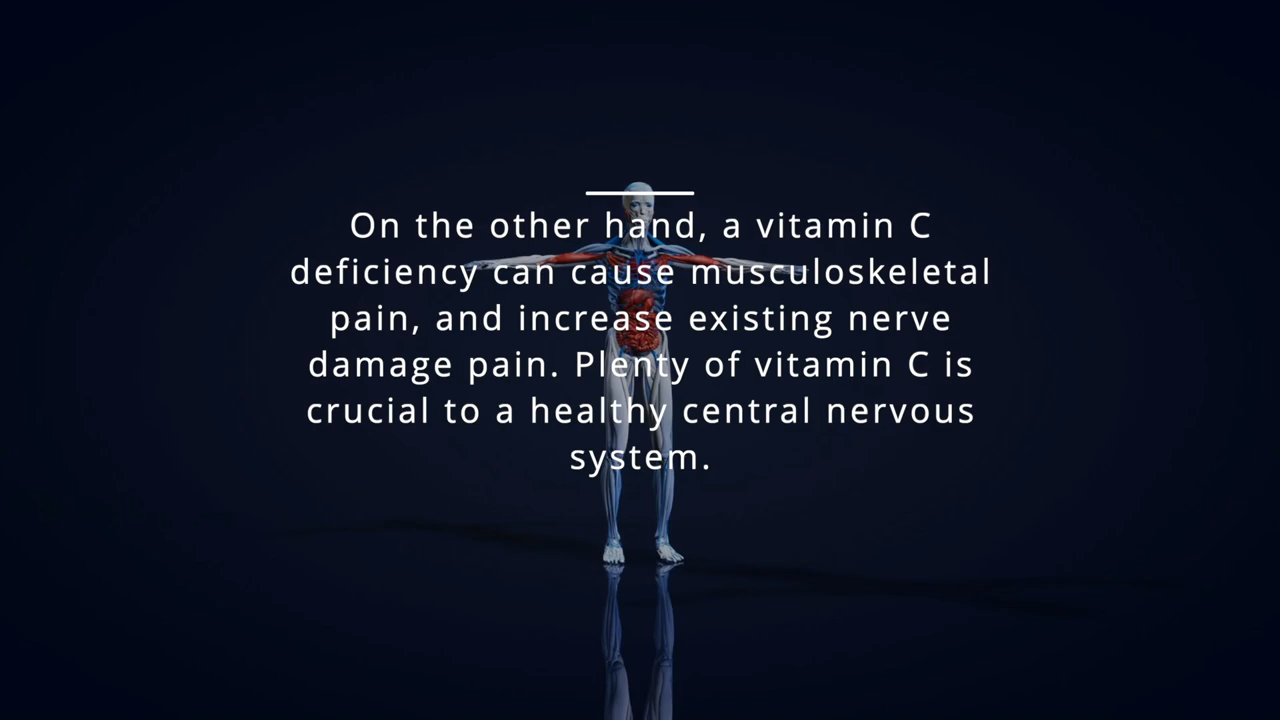 On the other hand, a vitamin C
deficiency can cause musculoskeletal
pain, and increase existing nerve
damage pain. Plenty of vitamin C is
crucial to a healthy central nervous
system.